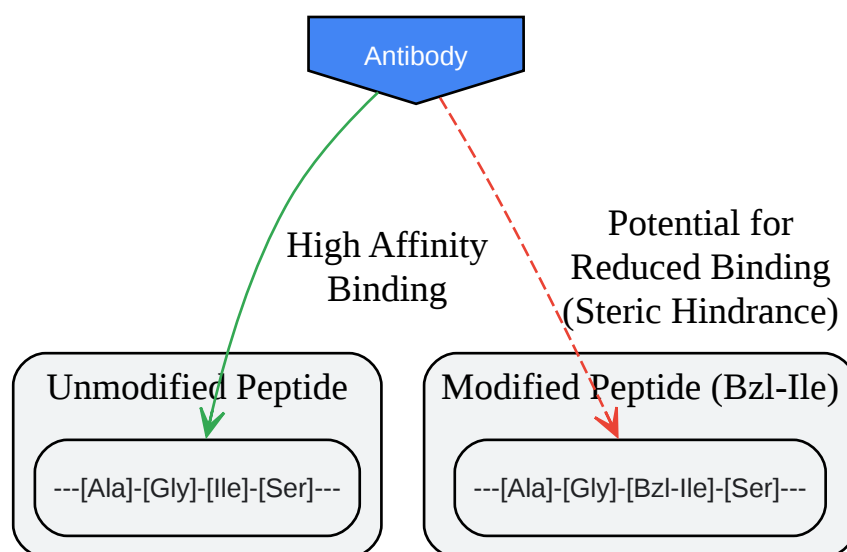 Antibody
High Affinity
Binding
Potential for
Reduced Binding
(Steric Hindrance)
Unmodified Peptide
---[Ala]-[Gly]-[Ile]-[Ser]---
Modified Peptide (Bzl-Ile)
---[Ala]-[Gly]-[Bzl-Ile]-[Ser]---